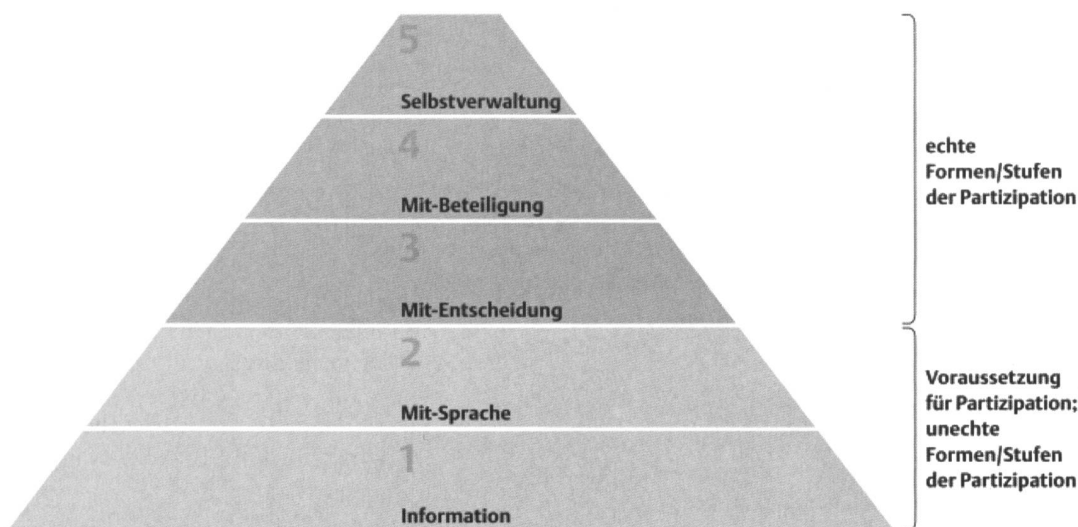 5
Selbstverwaltung
4
Mit-Beteiligung
3
Mit-Entscheidung
2
Mit-Sprache
1
Information
echte
Formen/Stufen
der Partizipation
Voraussetzung
für Partizipation;
unechte
Formen/Stufen
der Partizipation